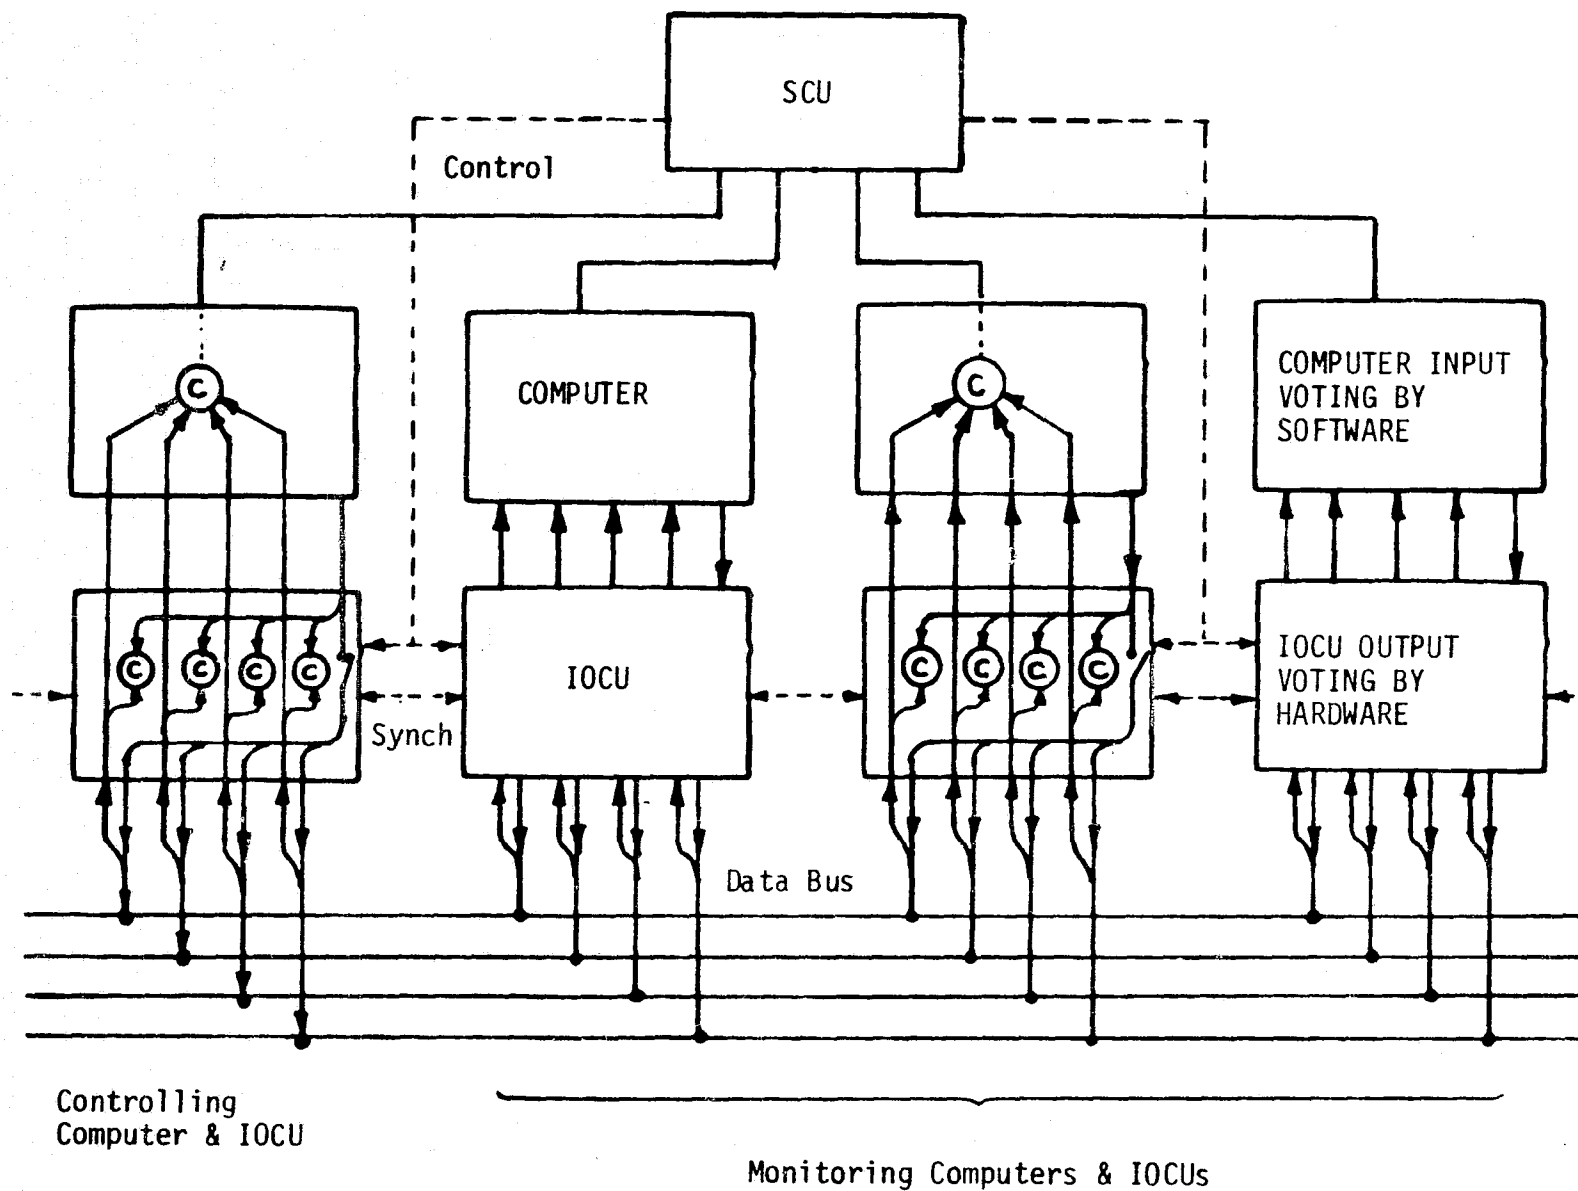 SCU
Control
C
COMPUTER
C
COMPUTER INPUT
VOTING BY
SOFTWARE
C C C C
IOCU
C C C C
IOCU OUTPUT
VOTING BY
HARDWARE
Synch
Data Bus
Controlling
Computer & IOCU
Monitoring Computers & IOCUs